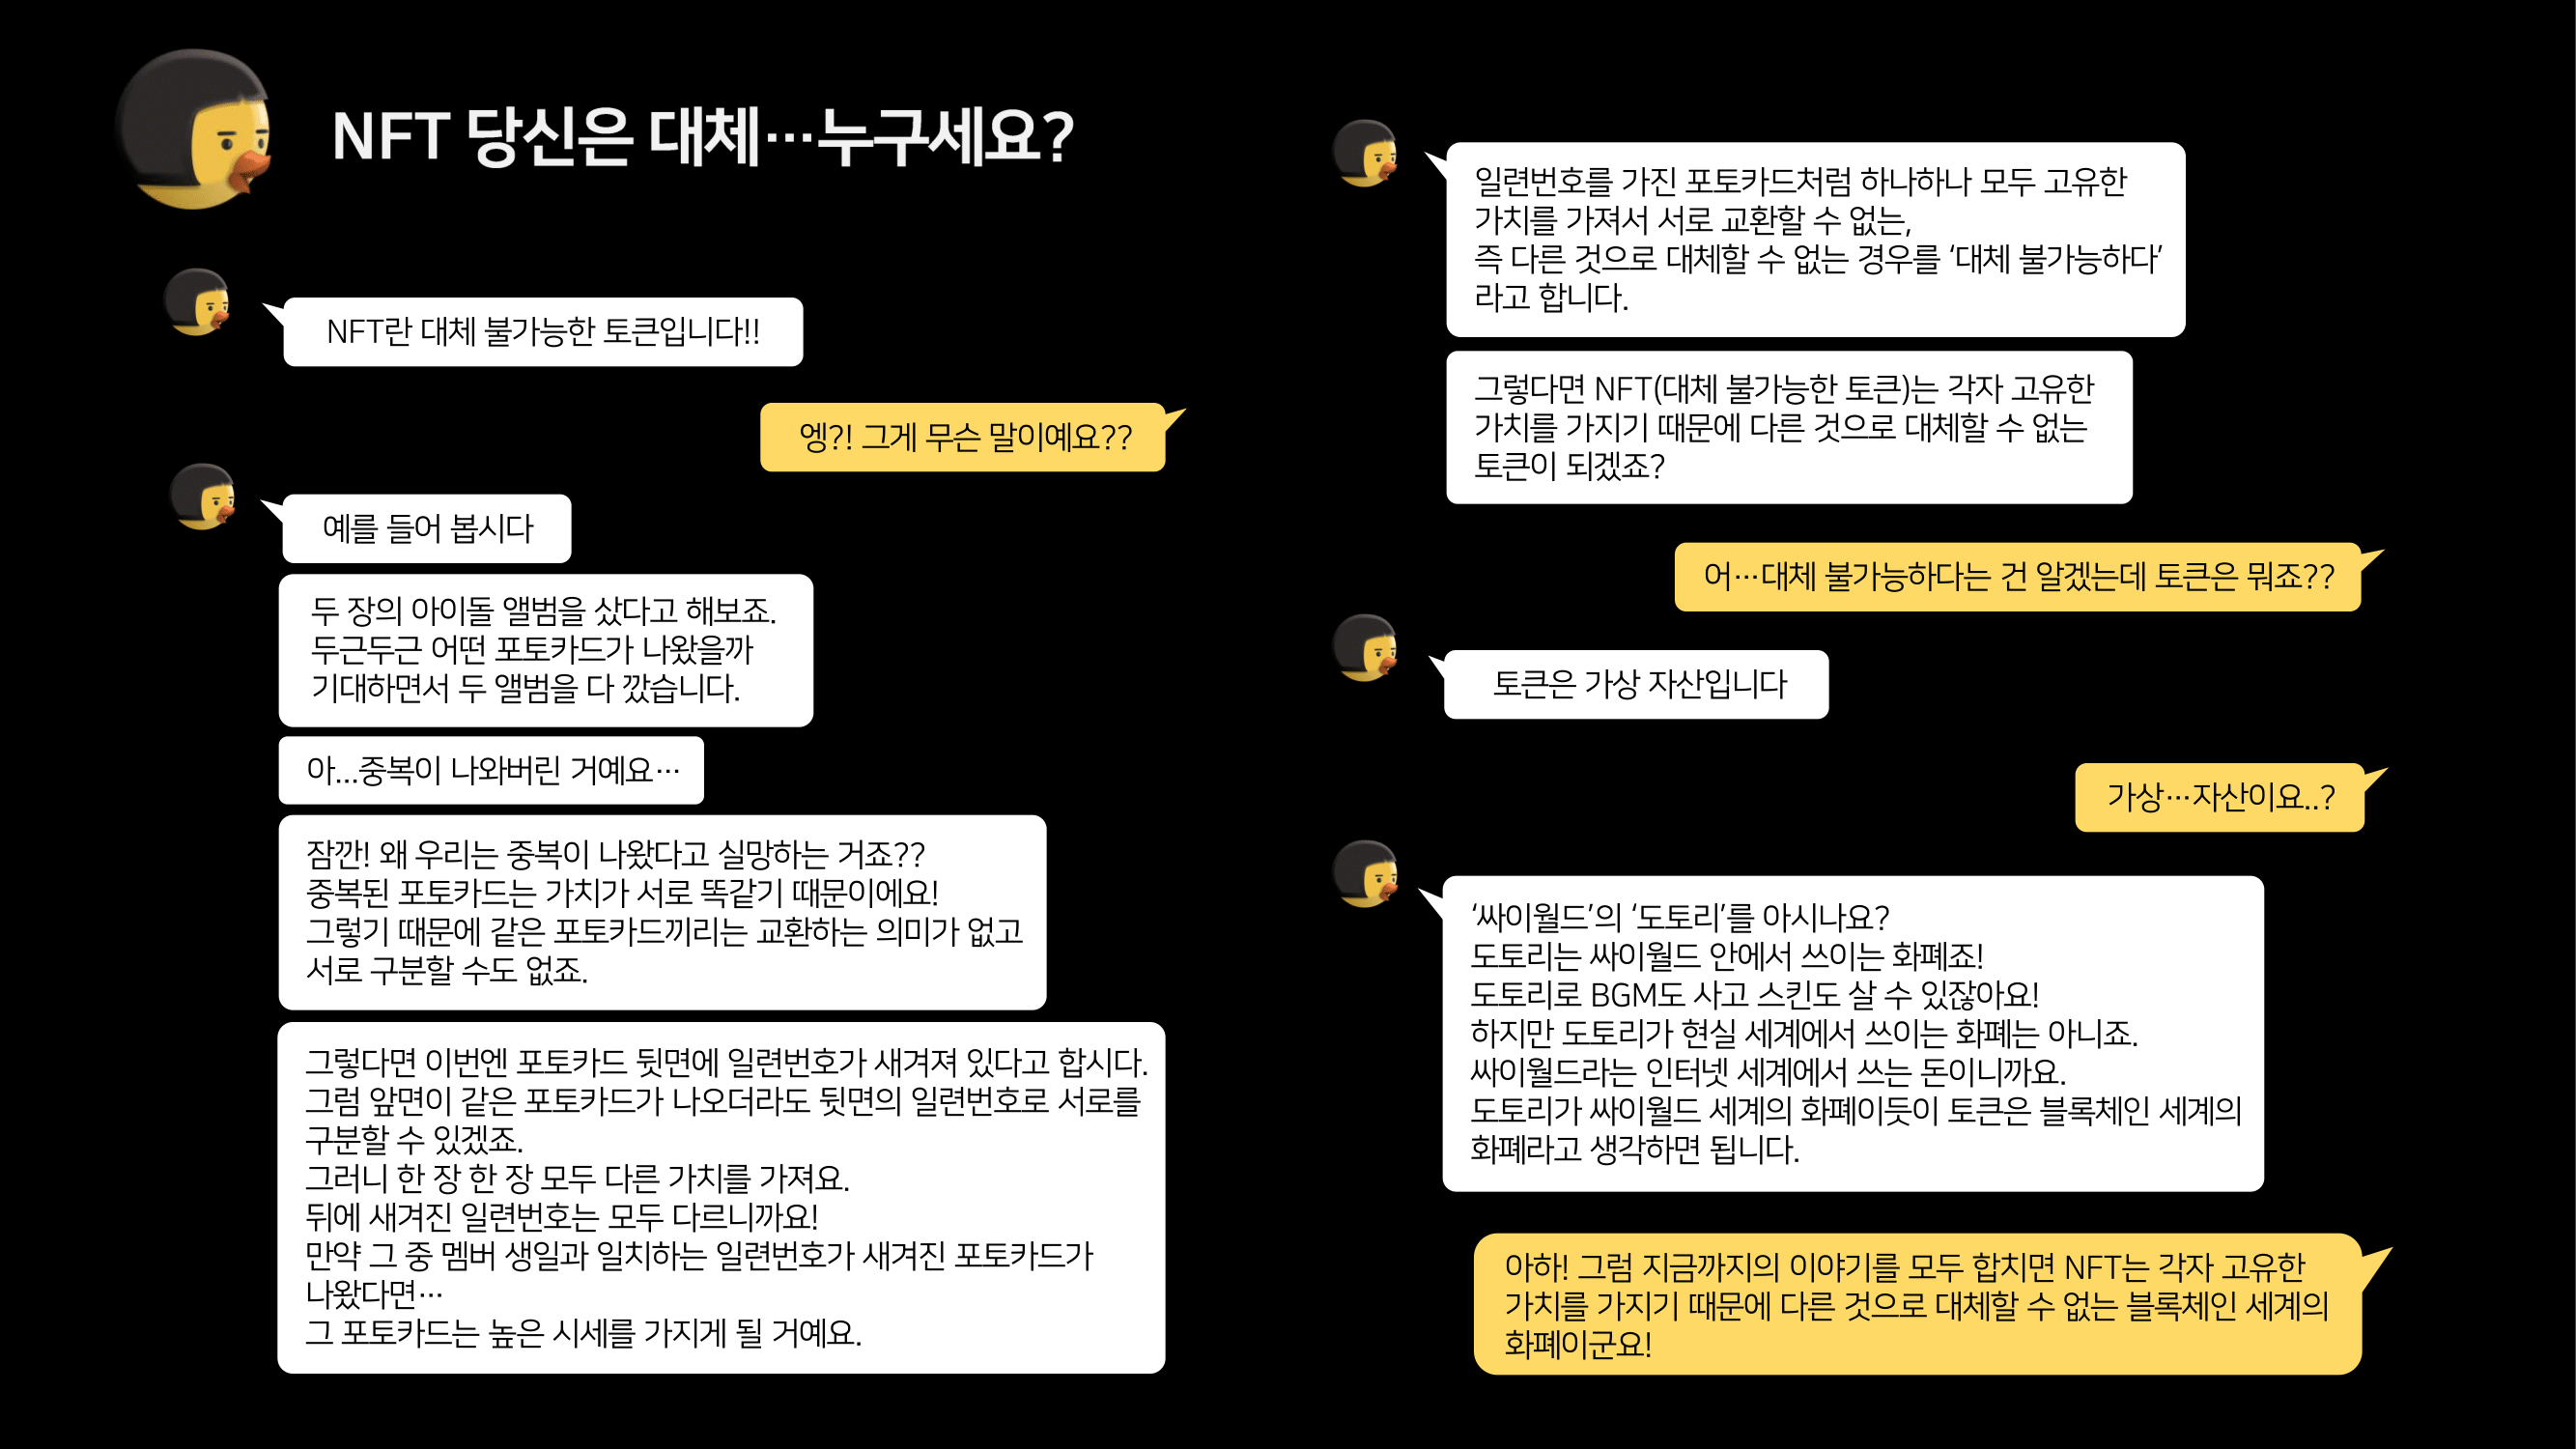 NFT 당신은 대체…누구세요?
NFT란 대체 불가능한 토큰입니다!!
엥?! 그게 무슨 말이예요??
예를 들어 봅시다
두 장의 아이돌 앨범을 샀다고 해보죠.
두근두근 어떤 포토카드가 나왔을까
기대하면서 두 앨범을 다 깠습니다.
아...중복이 나와버린 거예요…
잠깐! 왜 우리는 중복이 나왔다고 실망하는 거죠??
중복된 포토카드는 가치가 서로 똑같기 때문이에요!
그렇기 때문에 같은 포토카드끼리는 교환하는 의미가 없고
서로 구분할 수도 없죠.
그렇다면 이번엔 포토카드 뒷면에 일련번호가 새겨져 있다고 합시다.
그럼 앞면이 같은 포토카드가 나오더라도 뒷면의 일련번호로 서로를
구분할 수 있겠죠.
그러니 한 장 한 장 모두 다른 가치를 가져요.
뒤에 새겨진 일련번호는 모두 다르니까요!
만약 그 중 멤버 생일과 일치하는 일련번호가 새겨진 포토카드가
나왔다면…
그 포토카드는 높은 시세를 가지게 될 거예요.
일련번호를 가진 포토카드처럼 하나하나 모두 고유한
가치를 가져서 서로 교환할 수 없는,
즉 다른 것으로 대체할 수 없는 경우를 ‘대체 불가능하다’
라고 합니다.
그렇다면 NFT(대체 불가능한 토큰)는 각자 고유한
가치를 가지기 때문에 다른 것으로 대체할 수 없는
토큰이 되겠죠?
어…대체 불가능하다는 건 알겠는데 토큰은 뭐죠??
토큰은 가상 자산입니다
가상…자산이요..?
‘싸이월드’의 ‘도토리’를 아시나요?
도토리는 싸이월드 안에서 쓰이는 화폐죠!
도토리로 BGM도 사고 스킨도 살 수 있잖아요!
하지만 도토리가 현실 세계에서 쓰이는 화폐는 아니죠.
싸이월드라는 인터넷 세계에서 쓰는 돈이니까요.
도토리가 싸이월드 세계의 화폐이듯이 토큰은 블록체인 세계의
화폐라고 생각하면 됩니다.
아하! 그럼 지금까지의 이야기를 모두 합치면 NFT는 각자 고유한
가치를 가지기 때문에 다른 것으로 대체할 수 없는 블록체인 세계의
화폐이군요!